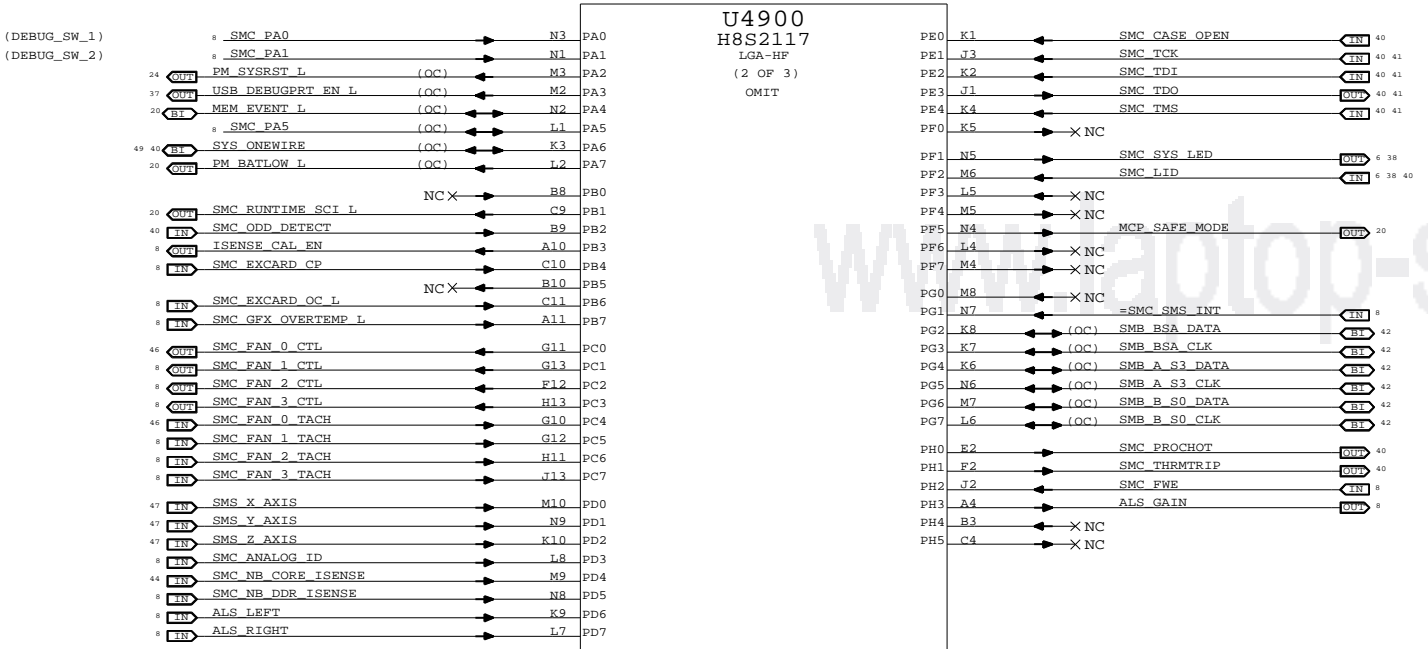 U4900
H8S2117
LGA-HF
(2 OF 3)
OMIT
(DEBUG_SW_1) 8 SMC_PA0 N3 PA0
(DEBUG_SW_2) 8 SMC_PA1 N1 PA1
24 OUT PM_SYSRST_L (OC) M3 PA2
37 OUT USB_DEBUGPRT_EN_L (OC) M2 PA3
20 BI MEM_EVENT_L (OC) N2 PA4
8 SMC_PA5 (OC) L1 PA5
49 40 BI SYS_ONEWIRE (OC) K3 PA6
20 OUT PM_BATLOW_L (OC) L2 PA7
NC B8 PB0
20 OUT SMC_RUNTIME_SCI_L C9 PB1
40 IN SMC_ODD_DETECT B9 PB2
8 OUT ISENSE_CAL_EN A10 PB3
8 IN SMC_EXCARD_CP C10 PB4
NC B10 PB5
8 IN SMC_EXCARD_OC_L C11 PB6
8 IN SMC_GFX_OVERTEMP_L A11 PB7
46 OUT SMC_FAN_0_CTL G11 PC0
8 OUT SMC_FAN_1_CTL G13 PC1
8 OUT SMC_FAN_2_CTL F12 PC2
8 OUT SMC_FAN_3_CTL H13 PC3
46 IN SMC_FAN_0_TACH G10 PC4
8 IN SMC_FAN_1_TACH G12 PC5
8 IN SMC_FAN_2_TACH H11 PC6
8 IN SMC_FAN_3_TACH J13 PC7
47 IN SMS_X_AXIS M10 PD0
47 IN SMS_Y_AXIS N9 PD1
47 IN SMS_Z_AXIS K10 PD2
8 IN SMC_ANALOG_ID L8 PD3
44 IN SMC_NB_CORE_ISENSE M9 PD4
8 IN SMC_NB_DDR_ISENSE N8 PD5
8 IN ALS_LEFT K9 PD6
8 IN ALS_RIGHT L7 PD7
PE0 K1 SMC_CASE_OPEN IN 40
PE1 J3 SMC_TCK IN 40 41
PE2 K2 SMC_TDI IN 40 41
PE3 J1 SMC_TDO OUT 40 41
PE4 K4 SMC_TMS IN 40 41
PF0 K5 NC
PF1 N5 SMC_SYS_LED OUT 6 38
PF2 M6 SMC_LID IN 6 38 40
PF3 L5 NC
PF4 M5 NC
PF5 N4 MCP_SAFE_MODE OUT 20
PF6 L4 NC
PF7 M4 NC
PG0 M8 NC
PG1 N7 =SMC_SMS_INT IN 8
PG2 K8 (OC) SMB_BSA_DATA BI 42
PG3 K7 (OC) SMB_BSA_CLK BI 42
PG4 K6 (OC) SMB_A_S3_DATA BI 42
PG5 N6 (OC) SMB_A_S3_CLK BI 42
PG6 M7 (OC) SMB_B_S0_DATA BI 42
PG7 L6 (OC) SMB_B_S0_CLK BI 42
PH0 E2 SMC_PROCHOT OUT 40
PH1 F2 SMC_THRMTRIP OUT 40
PH2 J2 SMC_FWE IN 8
PH3 A4 ALS_GAIN OUT 8
PH4 B3 NC
PH5 C4 NC
www.laptop-s